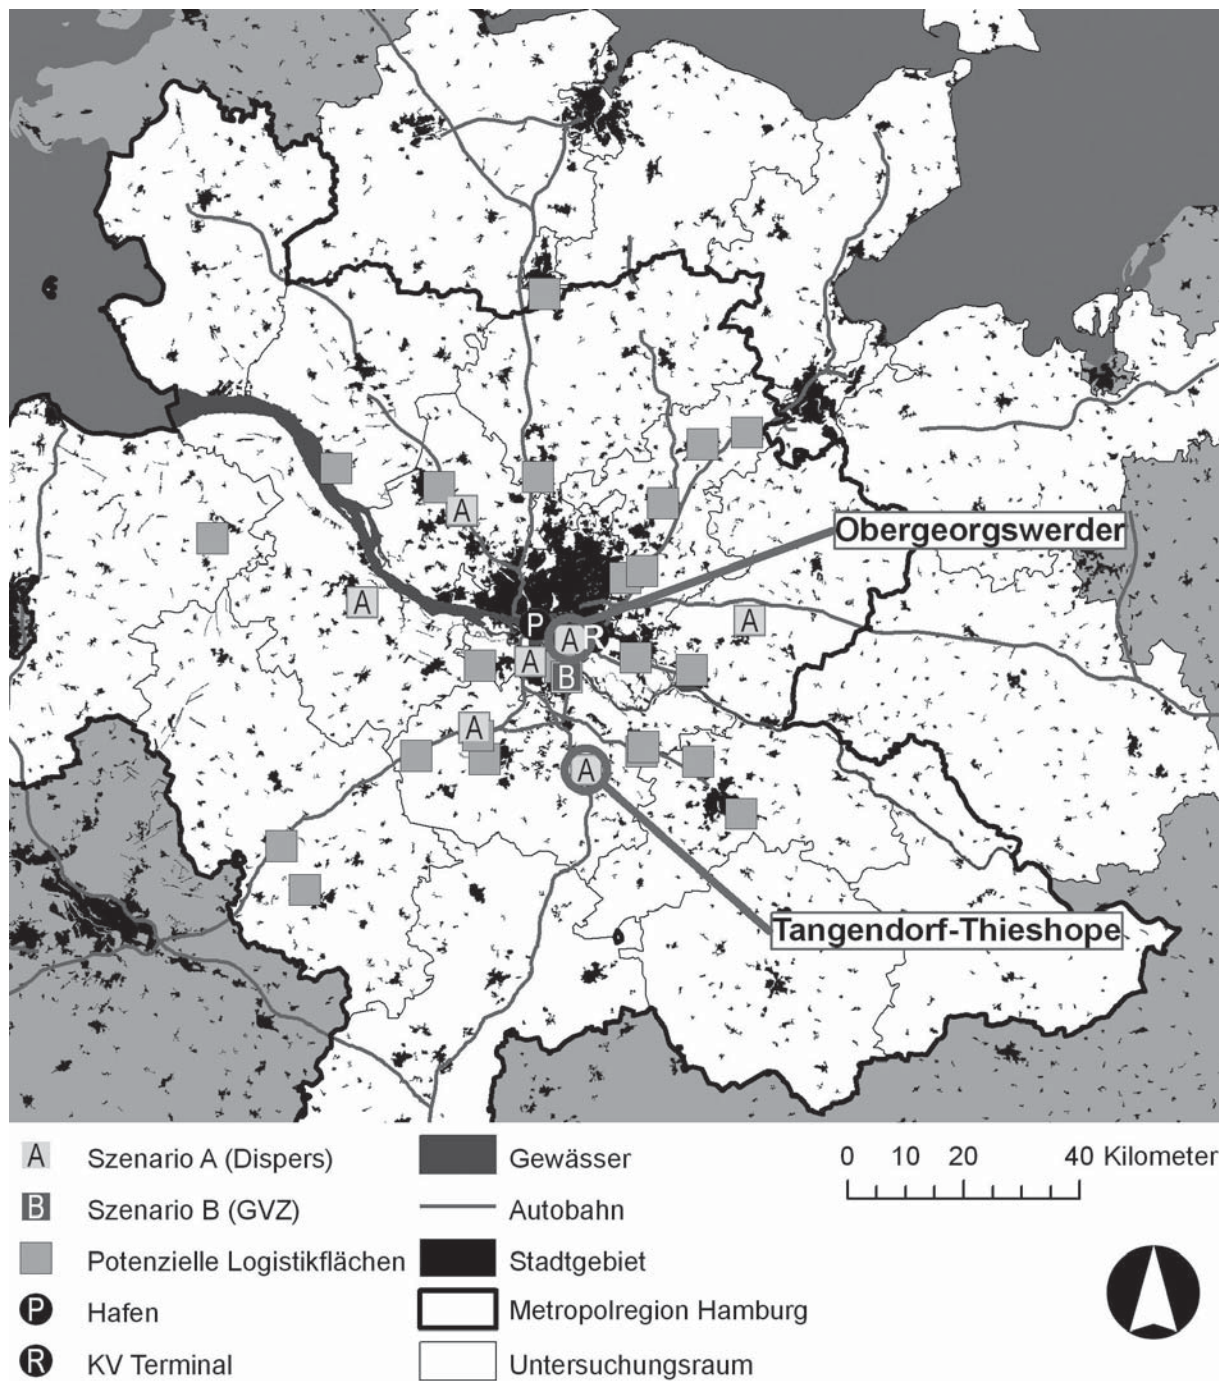 A
Obergeorgswerder
A
A
P
A
R
A
B
A
A
Tangendorf-Thieshope
A Szenario A (Dispers)
B Szenario B (GVZ)
Potenzielle Logistikflächen
P Hafen
R KV Terminal
Gewässer
Autobahn
Stadtgebiet
Metropolregion Hamburg
Untersuchungsraum
0 10 20 40 Kilometer